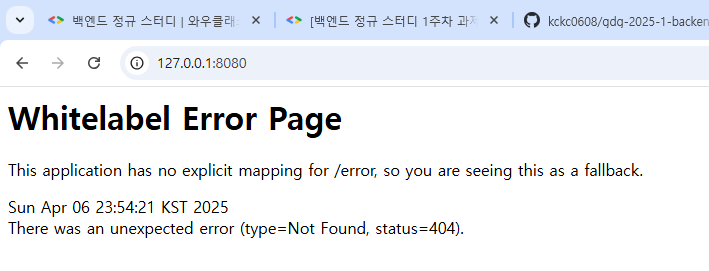 백엔드 정규 스터디 | 와우클래스
[백엔드 정규 스터디 1주차 과제
kckc0608/gdg-2025-1-backen
127.0.0.1:8080
Whitelabel Error Page
This application has no explicit mapping for /error, so you are seeing this as a fallback.
Sun Apr 06 23:54:21 KST 2025
There was an unexpected error (type=Not Found, status=404).